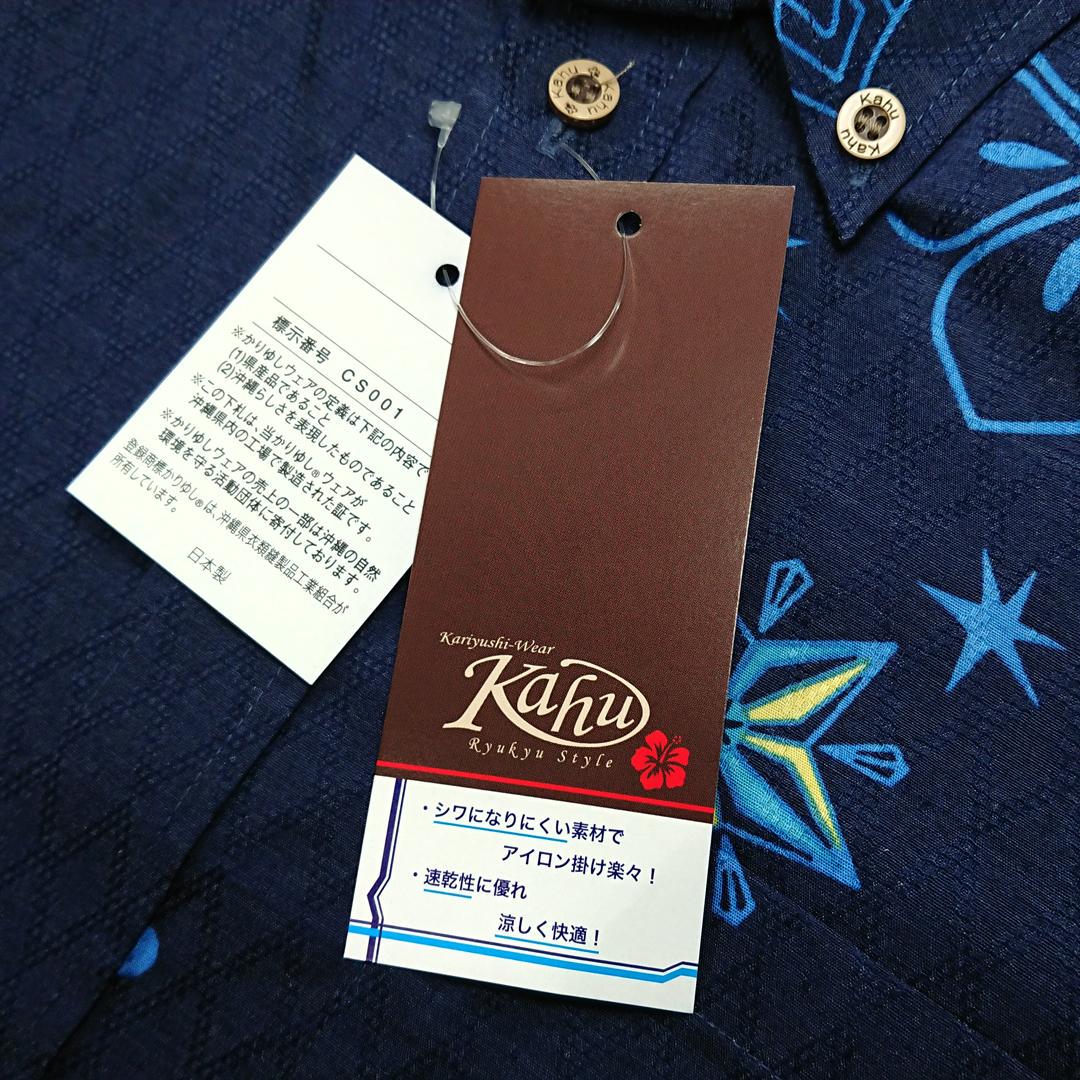 Kahu Kahu
Kahu Kahu
標示番号 CS001
※かりゆしウェアの定義は下記の内容で
(1)県産品であること
(2)沖縄らしさを表現したものであること
※この下札は、当かりゆし®ウェアが
沖縄県内の工場で製造された証です。
※かりゆしウェアの売上の一部は沖縄の自然
環境を守る活動団体に寄付しております。
登録商標かりゆし®は、沖縄県衣類縫製品工業組合が
所有しています。
日本製
Kariyushi-Wear
Kahu
Ryukyu Style
・シワになりにくい素材で
アイロン掛け楽々！
・速乾性に優れ
涼しく快適！